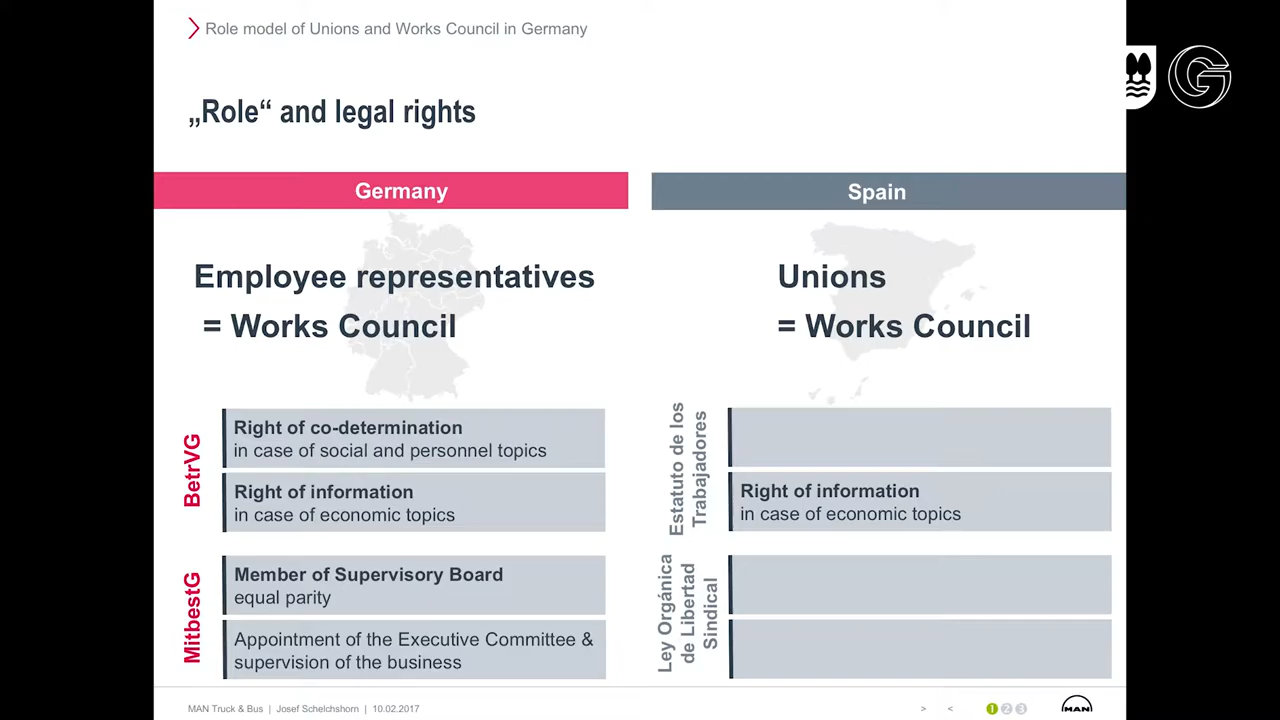 Role model of Unions and Works Council in Germany
„Role“ and legal rights
Germany
Employee representatives
= Works Council
BetrVG
Right of co-determination
in case of social and personnel topics
Right of information
in case of economic topics
MitbestG
Member of Supervisory Board
equal parity
Appointment of the Executive Committee &
supervision of the business
Spain
Unions
= Works Council
Estatuto de los
Trabajadores
Right of information
in case of economic topics
Ley Orgánica
de Libertad
Sindical
MAN Truck & Bus | Josef Schelchshorn | 10.02.2017
> <
1 2 3
MAN
G